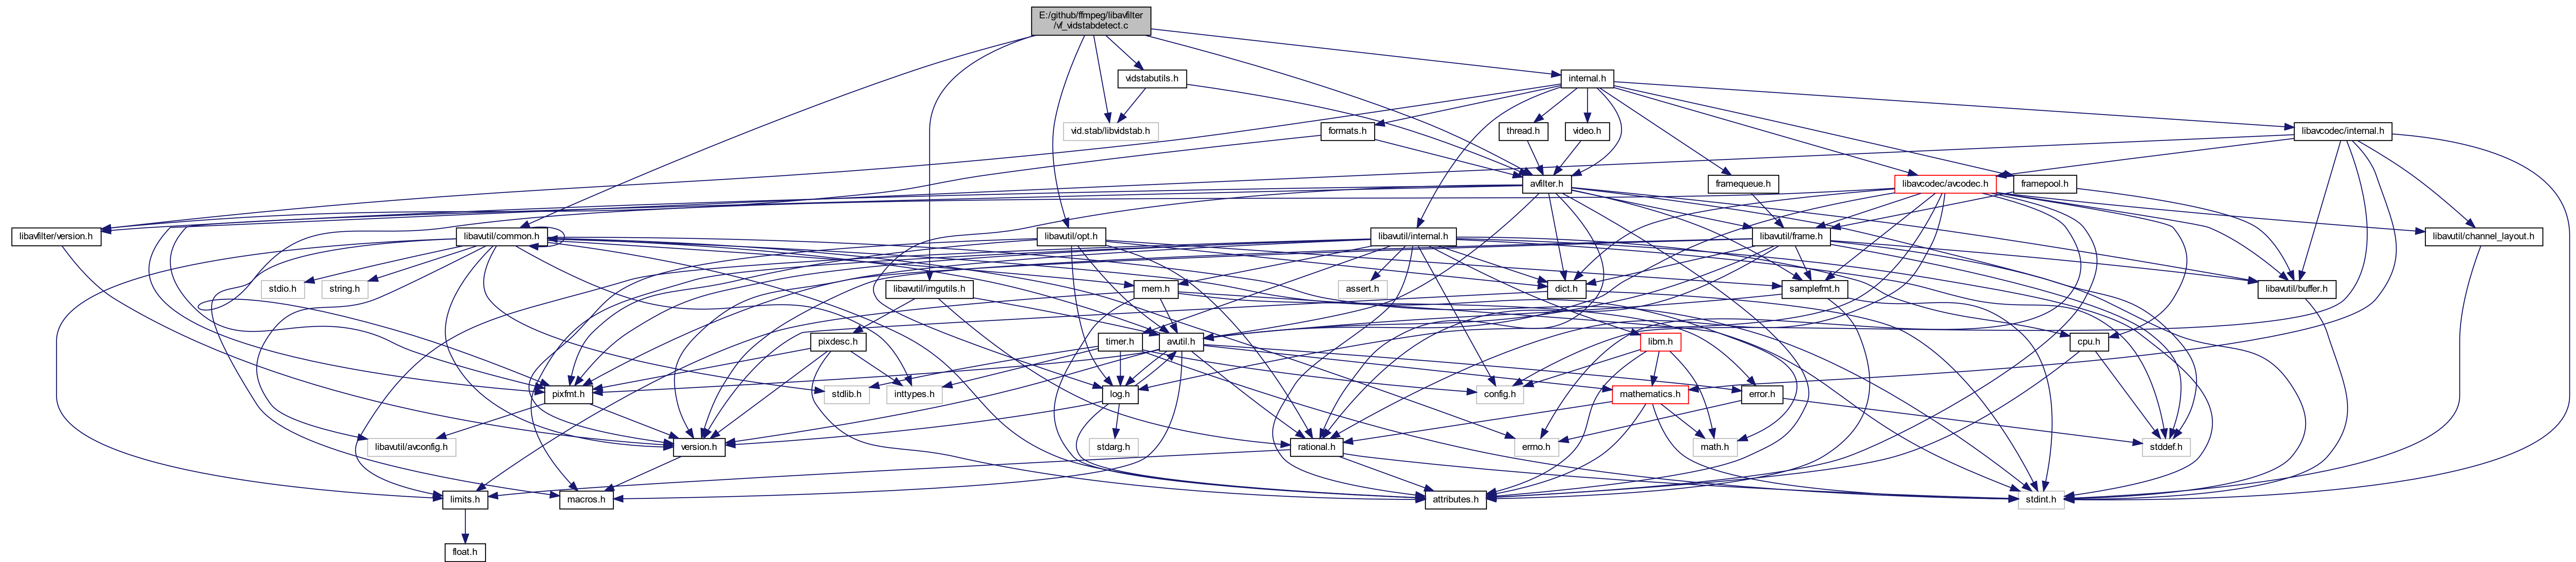 E:/github/ffmpeg/libavfilter
/vf_vidstabdetect.c
vidstabutils.h
internal.h
vid.stab/libvidstab.h
formats.h
thread.h
video.h
libavcodec/internal.h
avfilter.h
framequeue.h
libavcodec/avcodec.h
framepool.h
libavfilter/version.h
libavutil/common.h
libavutil/opt.h
libavutil/internal.h
libavutil/frame.h
libavutil/channel_layout.h
stdio.h
string.h
libavutil/imgutils.h
mem.h
assert.h
dict.h
samplefmt.h
libavutil/buffer.h
pixdesc.h
timer.h
avutil.h
libm.h
cpu.h
pixfmt.h
stdlib.h
inttypes.h
log.h
config.h
mathematics.h
error.h
libavutil/avconfig.h
version.h
stdarg.h
rational.h
errno.h
math.h
stddef.h
limits.h
macros.h
attributes.h
stdint.h
float.h